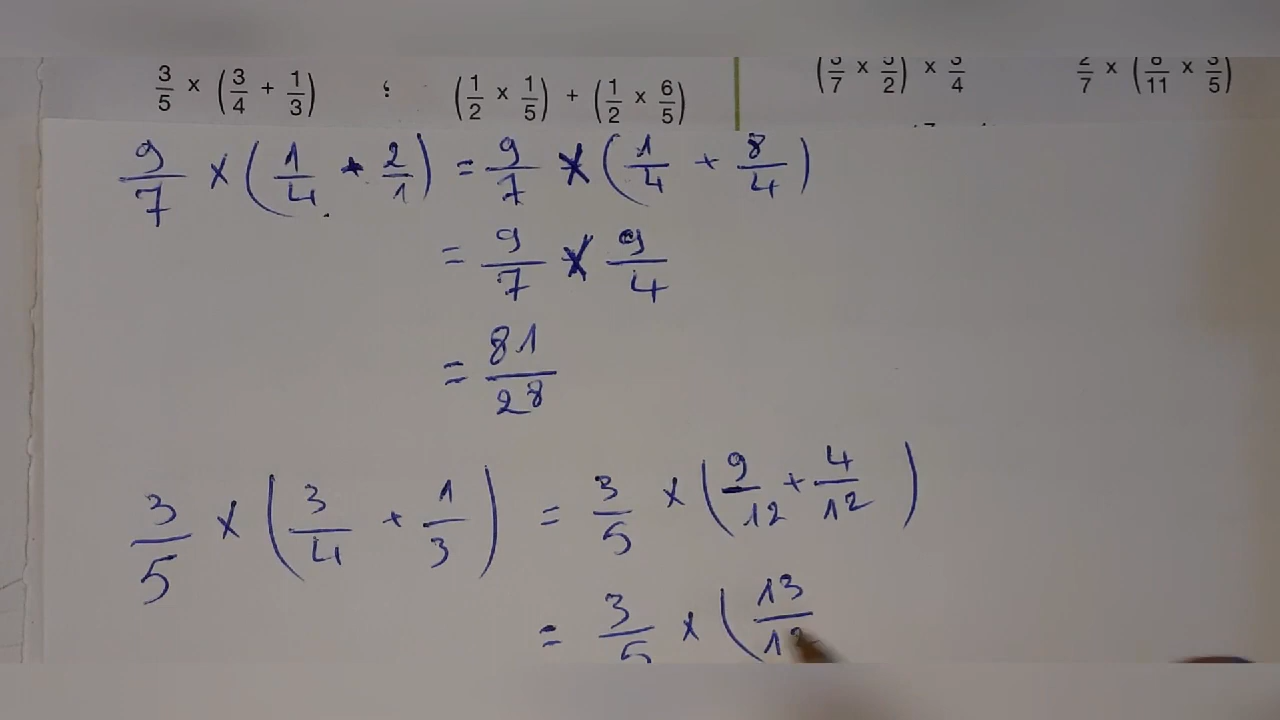 3/5 × (3/4 + 1/3) ؛ (1/2 × 1/5) + (1/2 × 6/5)
9/7 × (1/4 + 2/1) = 9/7 × (1/4 + 8/4)
= 9/7 × 9/4
= 81/28
3/5 × (3/4 + 1/3) = 3/5 × (9/12 + 4/12)
= 3/5 × (13/12